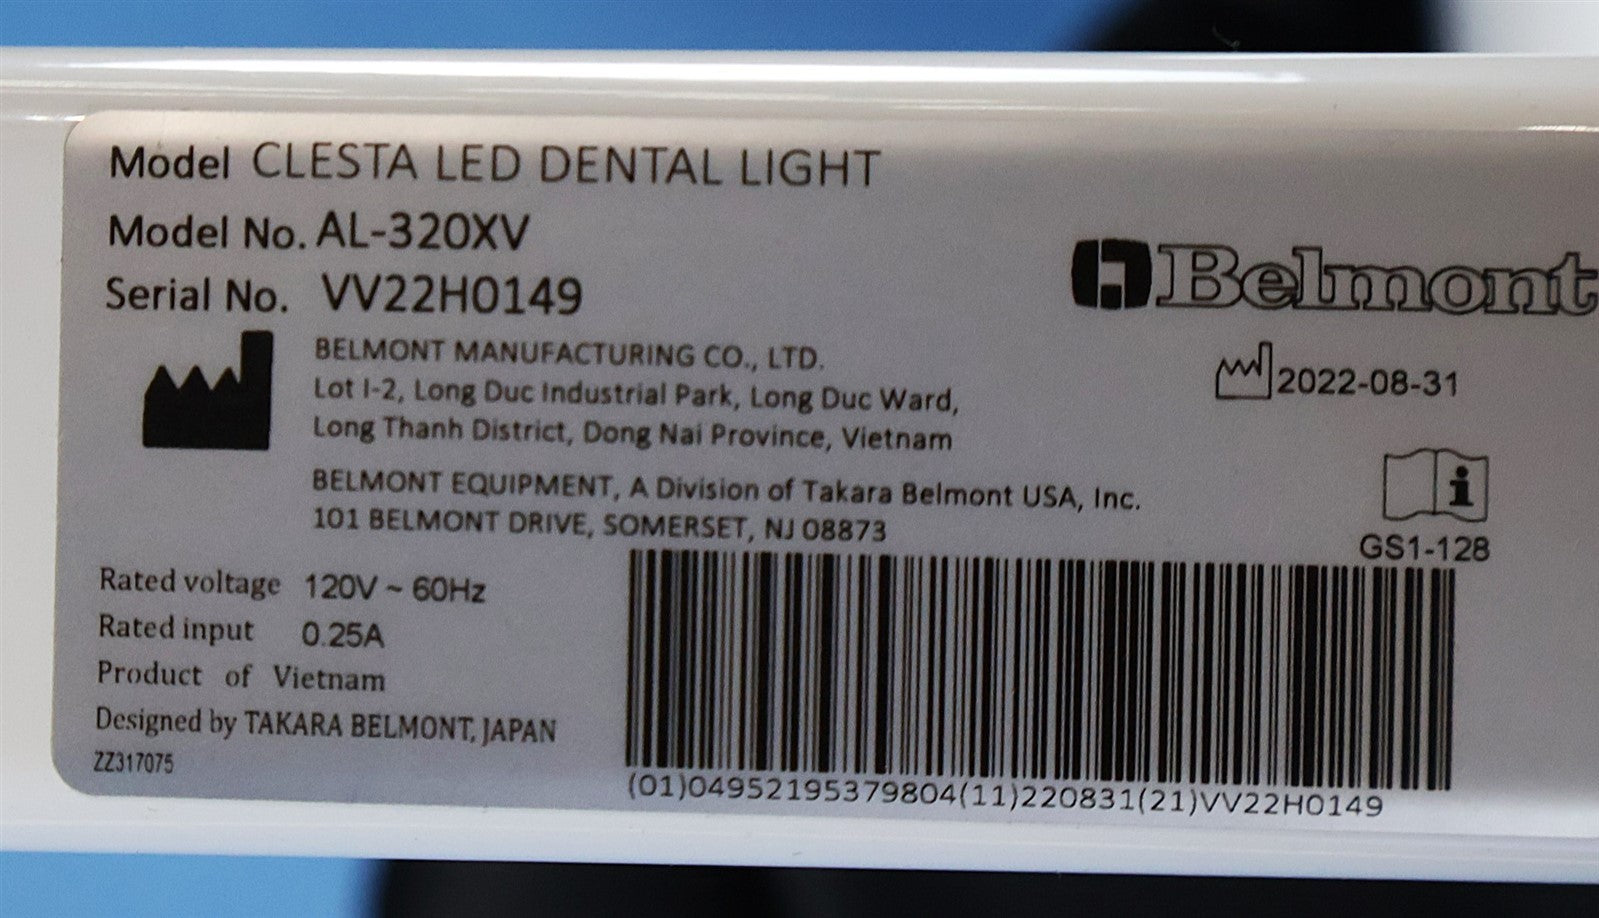 Model CLESTA LED DENTAL LIGHT
Model No. AL-320XV
Serial No. VV22H0149
Belmont
BELMONT MANUFACTURING CO., LTD.
Lot I-2, Long Duc Industrial Park, Long Duc Ward,
Long Thanh District, Dong Nai Province, Vietnam
2022-08-31
BELMONT EQUIPMENT, A Division of Takara Belmont USA, Inc.
101 BELMONT DRIVE, SOMERSET, NJ 08873
i
GS1-128
Rated voltage 120V ~ 60Hz
Rated input 0.25A
Product of Vietnam
Designed by TAKARA BELMONT, JAPAN
ZZ317075
(01)04952195379804(11)220831(21)VV22H0149